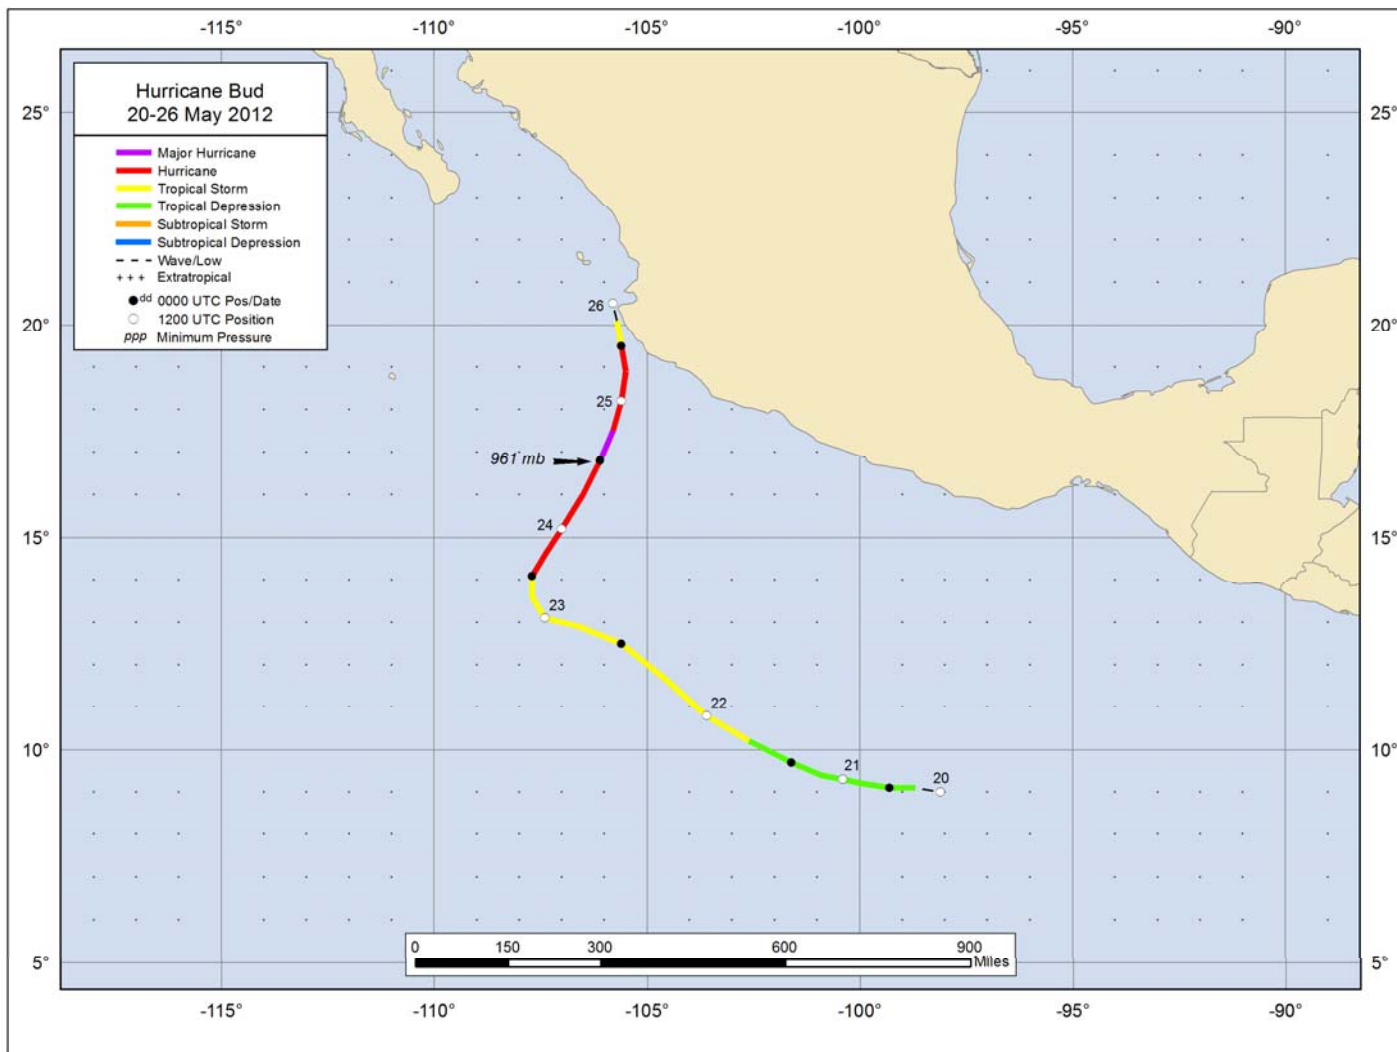 -115° -110° -105° -100° -95° -90°
Hurricane Bud
20-26 May 2012
Major Hurricane
Hurricane
Tropical Storm
Tropical Depression
Subtropical Storm
Subtropical Depression
Wave/Low
+++ Extratropical
dd 0000 UTC Pos/Date
1200 UTC Position
ppp Minimum Pressure
25° 25°
20° 20°
26
25
961 mb
24
15° 15°
23
22
10° 10°
21
20
0 150 300 600 900
Miles
5° 5°
-115° -110° -105° -100° -95° -90°